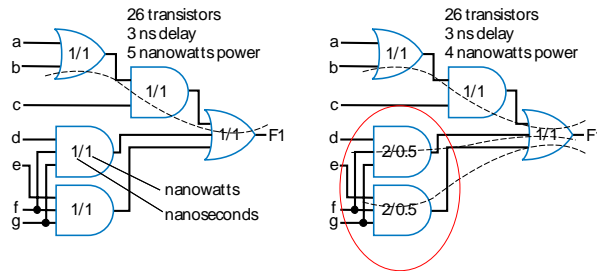 26 transistors
3 ns delay
5 nanowatts power
a
b
c
d
e
f
g
1/1
1/1
1/1
1/1
1/1
F1
nanowatts
nanoseconds
26 transistors
3 ns delay
4 nanowatts power
a
b
c
d
e
f
g
1/1
1/1
2/0.5
2/0.5
1/1